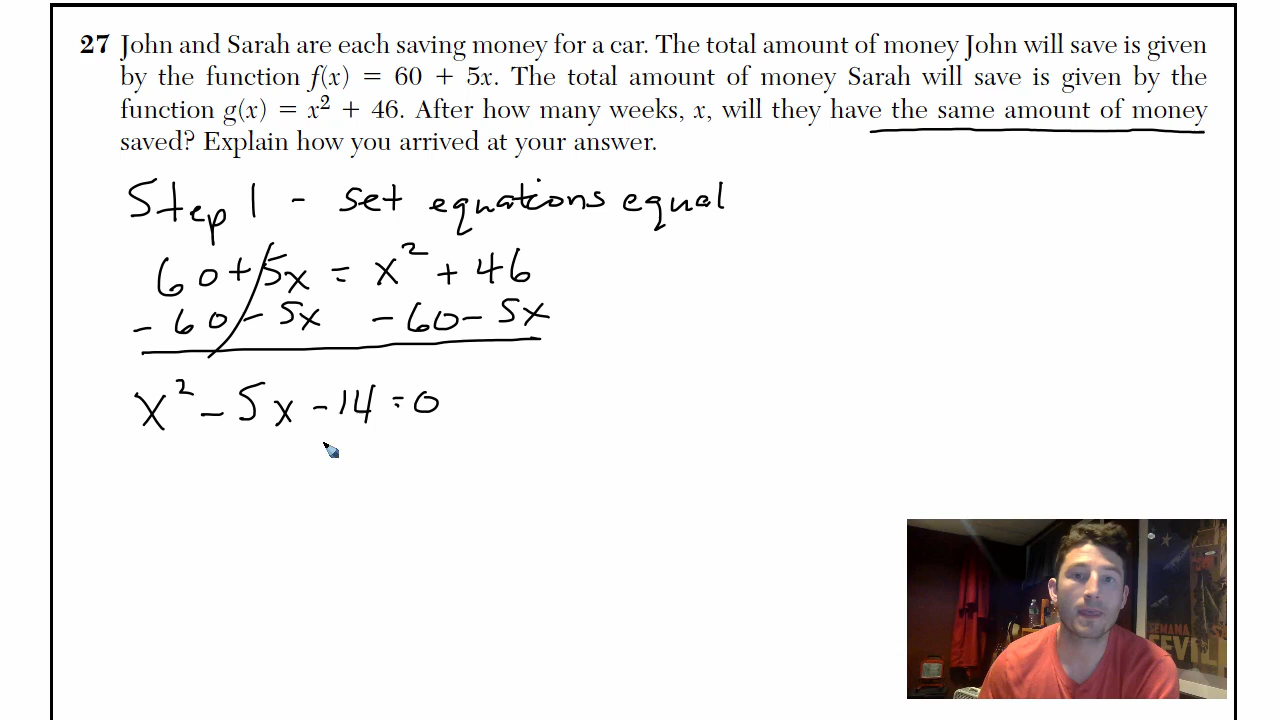 27 John and Sarah are each saving money for a car. The total amount of money John will save is given
by the function f(x) = 60 + 5x. The total amount of money Sarah will save is given by the
function g(x) = x² + 46. After how many weeks, x, will they have the same amount of money
saved? Explain how you arrived at your answer.
Step 1 - set equations equal
60+5x = x² + 46
- 60 - 5x - 60 - 5x
x² - 5x - 14 = 0
SEMANA